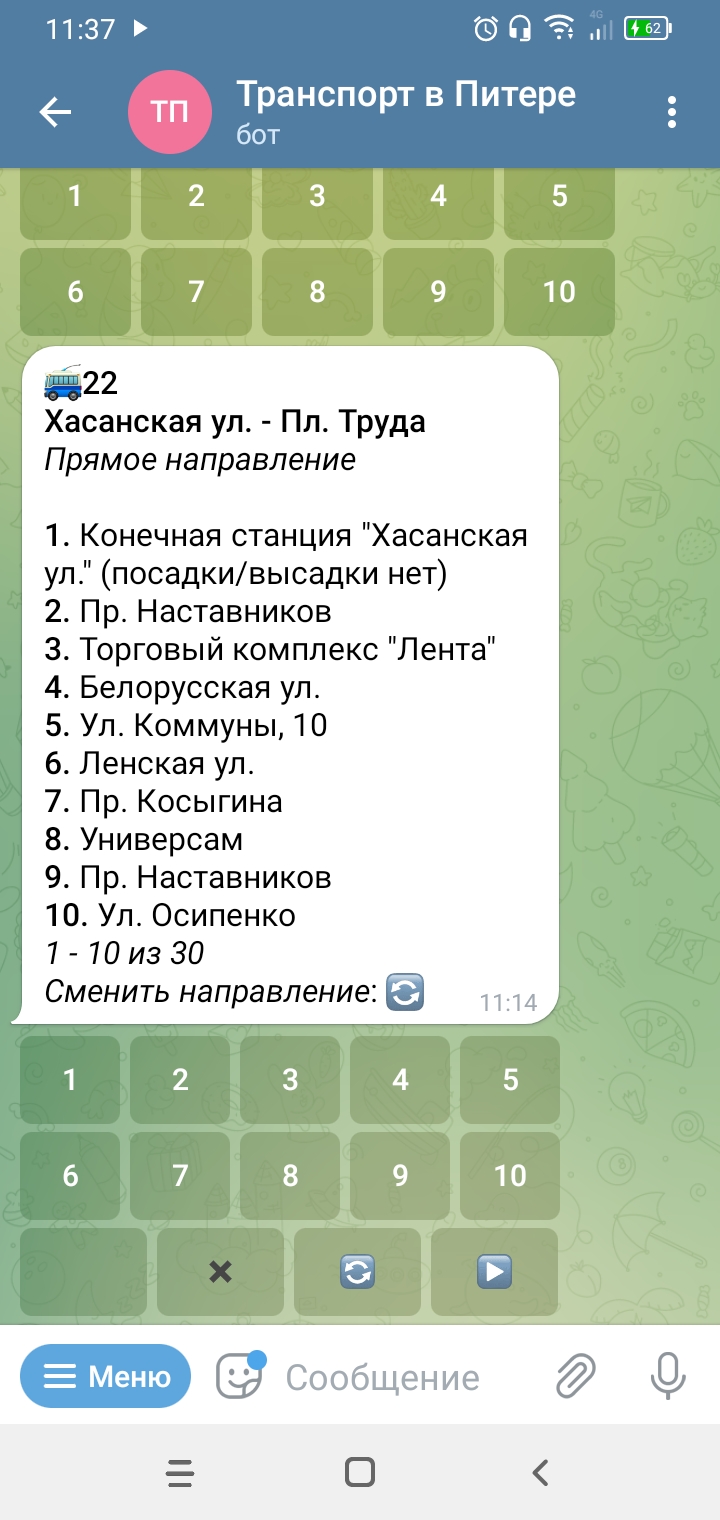 11:37
4G
62
ТП
Транспорт в Питере
бот
1 2 3 4 5
6 7 8 9 10
22
Хасанская ул. - Пл. Труда
Прямое направление
1. Конечная станция "Хасанская
ул." (посадки/высадки нет)
2. Пр. Наставников
3. Торговый комплекс "Лента"
4. Белорусская ул.
5. Ул. Коммуны, 10
6. Ленская ул.
7. Пр. Косыгина
8. Универсам
9. Пр. Наставников
10. Ул. Осипенко
1 - 10 из 30
Сменить направление:
11:14
1 2 3 4 5
6 7 8 9 10
Меню
Сообщение